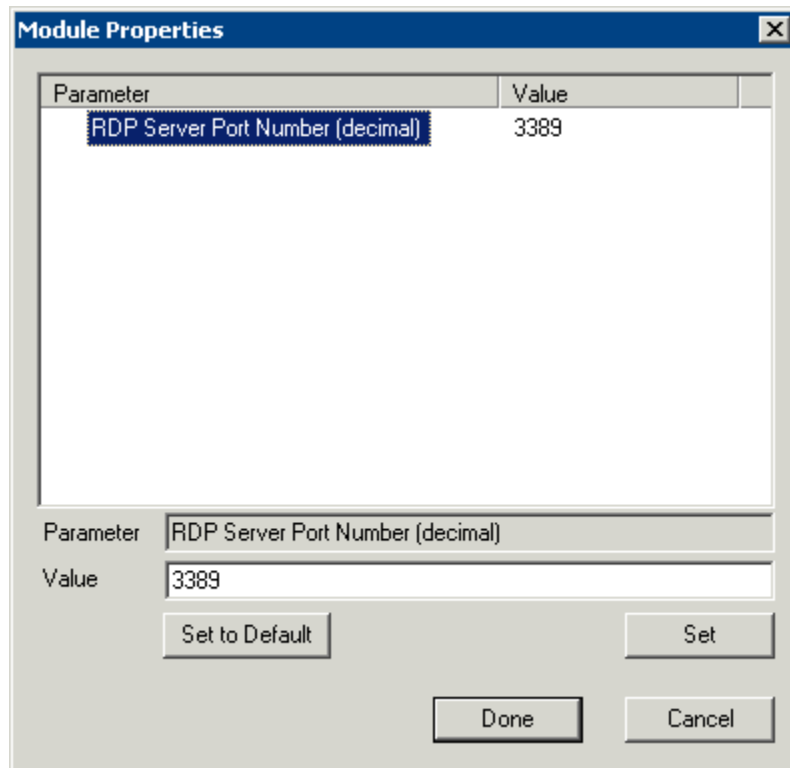 Module Properties
Parameter Value
RDP Server Port Number (decimal) 3389
Parameter RDP Server Port Number (decimal)
Value 3389
Set to Default Set
Done Cancel